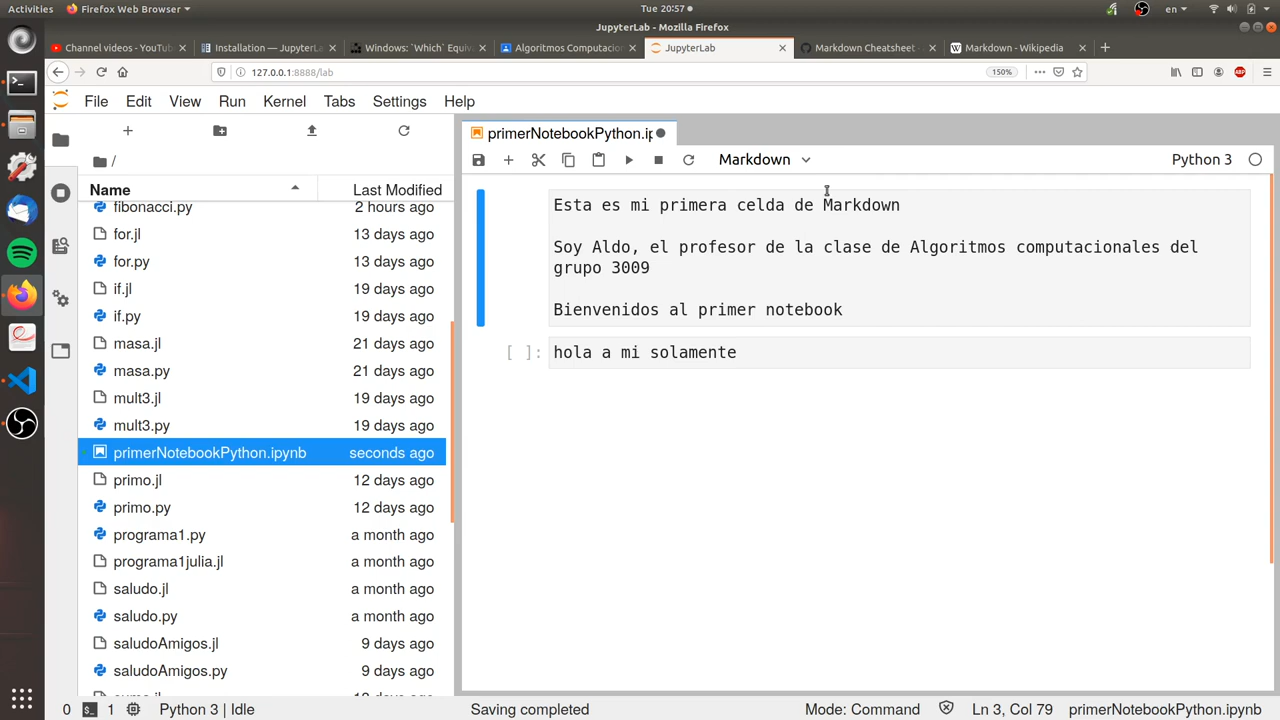 Activities Firefox Web Browser Tue 20:57 en
JupyterLab - Mozilla Firefox
Channel videos - YouTub Installation — JupyterLa Windows: `Which` Equiv Algoritmos Computacion JupyterLab Markdown Cheatsheet Markdown - Wikipedia
127.0.0.1:8888/lab 150% ABP
File Edit View Run Kernel Tabs Settings Help
primerNotebookPython.ip
Markdown Python 3
/
Name Last Modified
fibonacci.py 2 hours ago
for.jl 13 days ago
for.py 13 days ago
if.jl 19 days ago
if.py 19 days ago
masa.jl 21 days ago
masa.py 21 days ago
mult3.jl 19 days ago
mult3.py 19 days ago
primerNotebookPython.ipynb seconds ago
primo.jl 12 days ago
primo.py 12 days ago
programa1.py a month ago
programa1julia.jl a month ago
saludo.jl a month ago
saludo.py a month ago
saludoAmigos.jl 9 days ago
saludoAmigos.py 9 days ago
Esta es mi primera celda de Markdown
Soy Aldo, el profesor de la clase de Algoritmos computacionales del
grupo 3009
Bienvenidos al primer notebook
[ ]: hola a mi solamente
0 1 Python 3 | Idle Saving completed Mode: Command Ln 3, Col 79 primerNotebookPython.ipynb